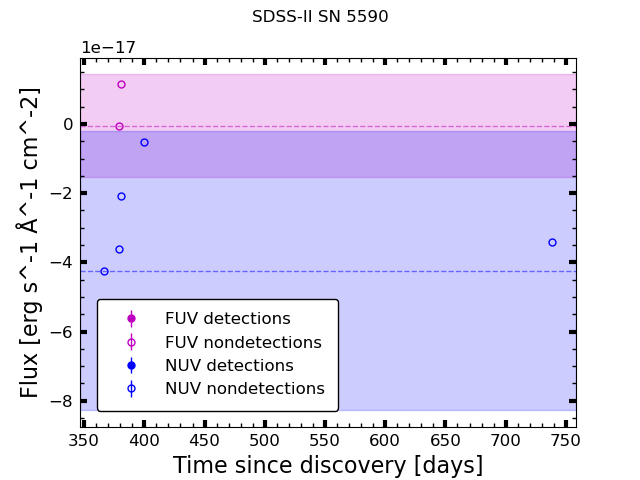 SDSS-II SN 5590
1e−17
Flux [erg s^-1 Å^-1 cm^-2]
0
−2
−4
−6
−8
FUV detections
FUV nondetections
NUV detections
NUV nondetections
350 400 450 500 550 600 650 700 750
Time since discovery [days]